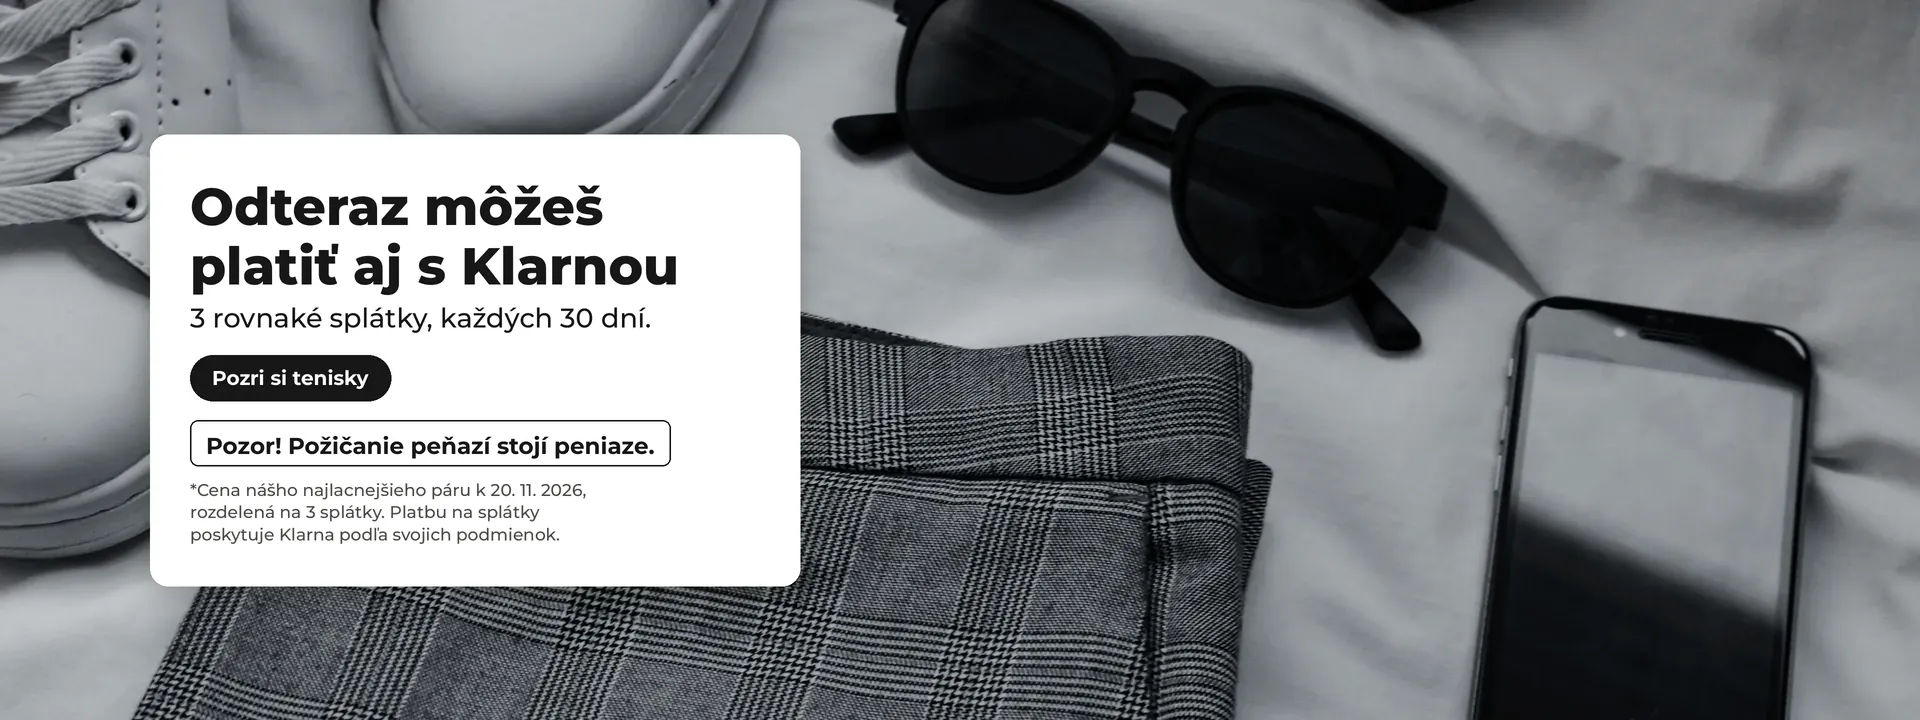 Odteraz môžeš
platiť aj s Klarnou
3 rovnaké splátky, každých 30 dní.
Pozri si tenisky
Pozor! Požičanie peňazí stojí peniaze.
*Cena nášho najlacnejšieho páru k 20. 11. 2026,
rozdelená na 3 splátky. Platbu na splátky
poskytuje Klarna podľa svojich podmienok.